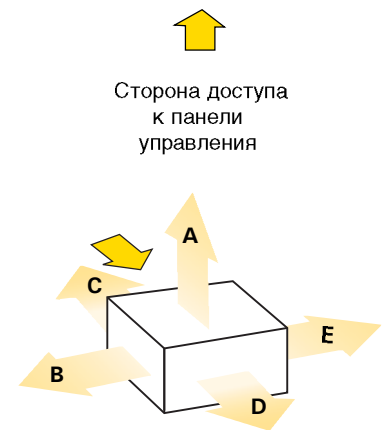 Сторона доступа
к панели
управления
A
C
E
B
D